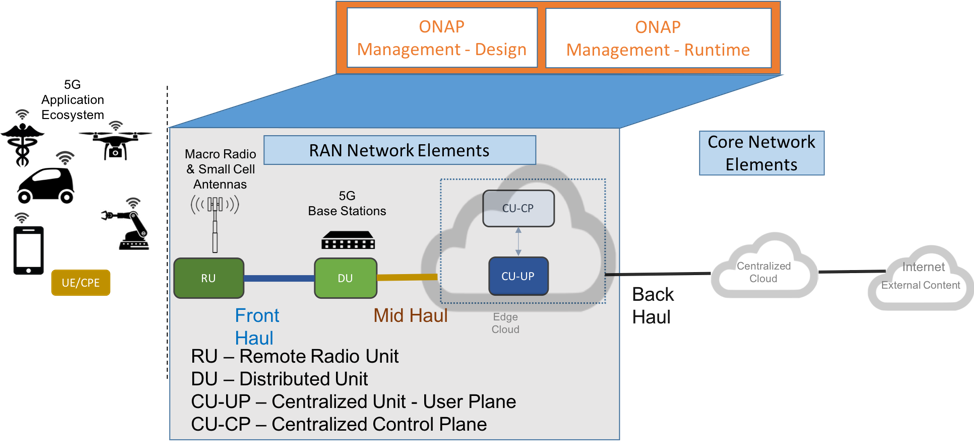 ONAP
Management - Design
ONAP
Management - Runtime
5G
Application
Ecosystem
RAN Network Elements
Core Network
Elements
Macro Radio
& Small Cell
Antennas
5G
Base Stations
CU-CP
CU-UP
RU
DU
UE/CPE
Centralized
Cloud
Internet
External Content
Front
Haul
Mid Haul
Edge
Cloud
Back
Haul
RU – Remote Radio Unit
DU – Distributed Unit
CU-UP – Centralized Unit - User Plane
CU-CP – Centralized Control Plane